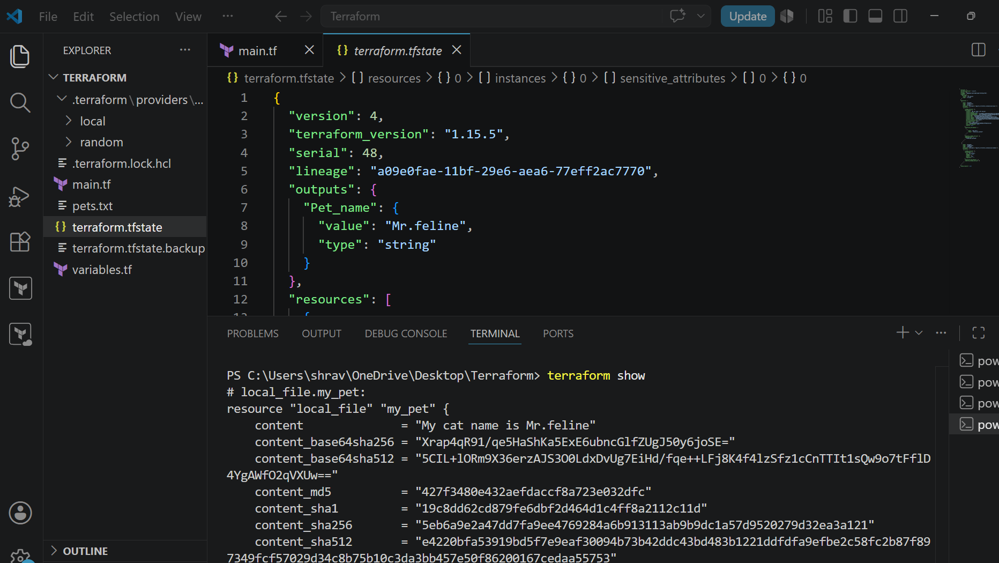 File Edit Selection View ... Terraform Update
EXPLORER ...
TERRAFORM
.terraform\providers\...
local
random
.terraform.lock.hcl
main.tf
pets.txt
terraform.tfstate
terraform.tfstate.backup
variables.tf
OUTLINE
main.tf
terraform.tfstate
{} terraform.tfstate > [ ] resources > { } 0 > [ ] instances > { } 0 > [ ] sensitive_attributes > [ ] 0 > { } 0
1 {
2 "version": 4,
3 "terraform_version": "1.15.5",
4 "serial": 48,
5 "lineage": "a09e0fae-11bf-29e6-aea6-77eff2ac7770",
6 "outputs": {
7 "Pet_name": {
8 "value": "Mr.feline",
9 "type": "string"
10 }
11 },
12 "resources": [
13 {
PROBLEMS OUTPUT DEBUG CONSOLE TERMINAL PORTS
PS C:\Users\shrav\OneDrive\Desktop\Terraform> terraform show
# local_file.my_pet:
resource "local_file" "my_pet" {
content = "My cat name is Mr.feline"
content_base64sha256 = "Xrap4qR91/qe5HaShKa5ExE6ubncGlfZUgJ50y6joSE="
content_base64sha512 = "5CIL+lORm9X36erzAJS3O0LdxDvUg7EiHd/fqe++LFj8K4f4lzSfz1cCnTTIt1sQw9o7tFflD
4YgAWfO2qVXUw=="
content_md5 = "427f3480e432aefdaccf8a723e032dfc"
content_sha1 = "19c8dd62cd879fe6dbf2d464d1c4ff8a2112c11d"
content_sha256 = "5eb6a9e2a47dd7fa9ee4769284a6b913113ab9b9dc1a57d9520279d32ea3a121"
content_sha512 = "e4220bfa53919bd5f7e9eaf30094b73b42ddc43bd483b1221ddfdfa9efbe2c58fc2b87f89
7349fcf57029d34c8b75b10c3da3bb457e50f86200167cedaa55753"
pow
pow
pow
pow